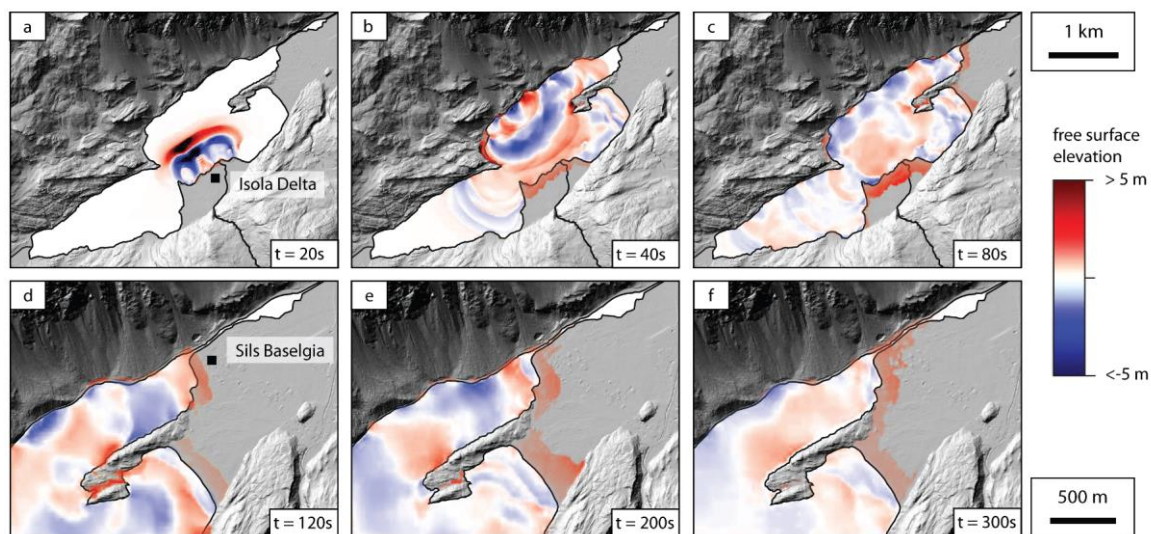 a
b
c
1 km
free surface
elevation
> 5 m
<-5 m
Isola Delta
t = 20s
t = 40s
t = 80s
d
e
f
Sils Baselgia
t = 120s
t = 200s
t = 300s
500 m